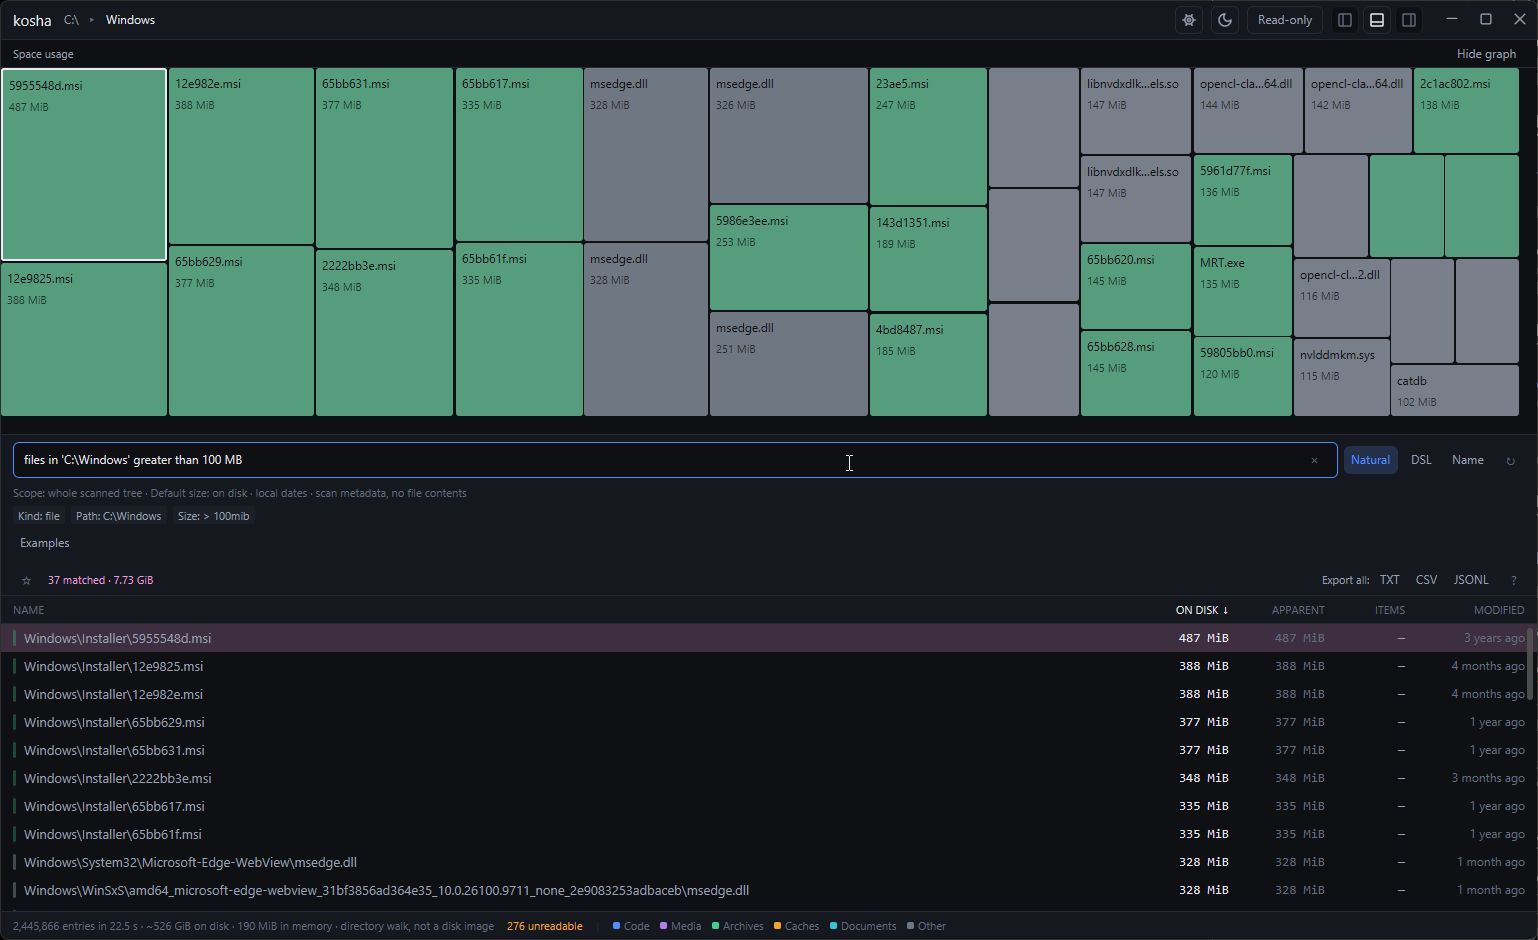 kosha C:\ ▸ Windows Read-only
Space usage Hide graph
5955548d.msi
487 MiB
12e9825.msi
388 MiB
12e982e.msi
388 MiB
65bb629.msi
377 MiB
65bb631.msi
377 MiB
2222bb3e.msi
348 MiB
65bb617.msi
335 MiB
65bb61f.msi
335 MiB
msedge.dll
328 MiB
msedge.dll
328 MiB
msedge.dll
326 MiB
5986e3ee.msi
253 MiB
msedge.dll
251 MiB
23ae5.msi
247 MiB
143d1351.msi
189 MiB
4bd8487.msi
185 MiB
libnvdxdlk...els.so
147 MiB
libnvdxdlk...els.so
147 MiB
65bb620.msi
145 MiB
65bb628.msi
145 MiB
opencl-cla...64.dll
144 MiB
opencl-cla...64.dll
142 MiB
2c1ac802.msi
138 MiB
5961d77f.msi
136 MiB
MRT.exe
135 MiB
59805bb0.msi
120 MiB
opencl-cl...2.dll
116 MiB
nvlddmkm.sys
115 MiB
catdb
102 MiB
files in 'C:\Windows' greater than 100 MB × Natural DSL Name
Scope: whole scanned tree · Default size: on disk · local dates · scan metadata, no file contents
Kind: file Path: C:\Windows Size: > 100mib
Examples
37 matched · 7.73 GiB Export all: TXT CSV JSONL ?
NAME ON DISK ↓ APPARENT ITEMS MODIFIED
Windows\Installer\5955548d.msi 487 MiB 487 MiB — 3 years ago
Windows\Installer\12e9825.msi 388 MiB 388 MiB — 4 months ago
Windows\Installer\12e982e.msi 388 MiB 388 MiB — 4 months ago
Windows\Installer\65bb629.msi 377 MiB 377 MiB — 1 year ago
Windows\Installer\65bb631.msi 377 MiB 377 MiB — 1 year ago
Windows\Installer\2222bb3e.msi 348 MiB 348 MiB — 3 months ago
Windows\Installer\65bb617.msi 335 MiB 335 MiB — 1 year ago
Windows\Installer\65bb61f.msi 335 MiB 335 MiB — 1 year ago
Windows\System32\Microsoft-Edge-WebView\msedge.dll 328 MiB 328 MiB — 1 month ago
Windows\WinSxS\amd64_microsoft-edge-webview_31bf3856ad364e35_10.0.26100.9711_none_2e9083253adbaceb\msedge.dll 328 MiB 328 MiB — 1 month ago
2,445,866 entries in 22.5 s · ~526 GiB on disk · 190 MiB in memory · directory walk, not a disk image 276 unreadable Code Media Archives Caches Documents Other